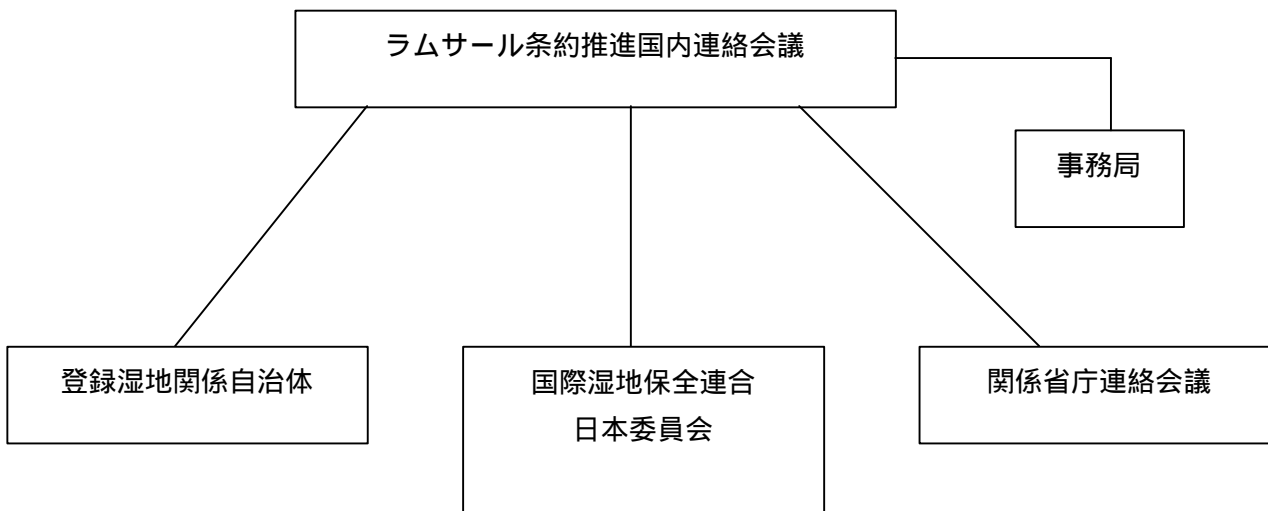 ラムサール条約推進国内連絡会議
事務局
登録湿地関係自治体
国際湿地保全連合
日本委員会
関係省庁連絡会議